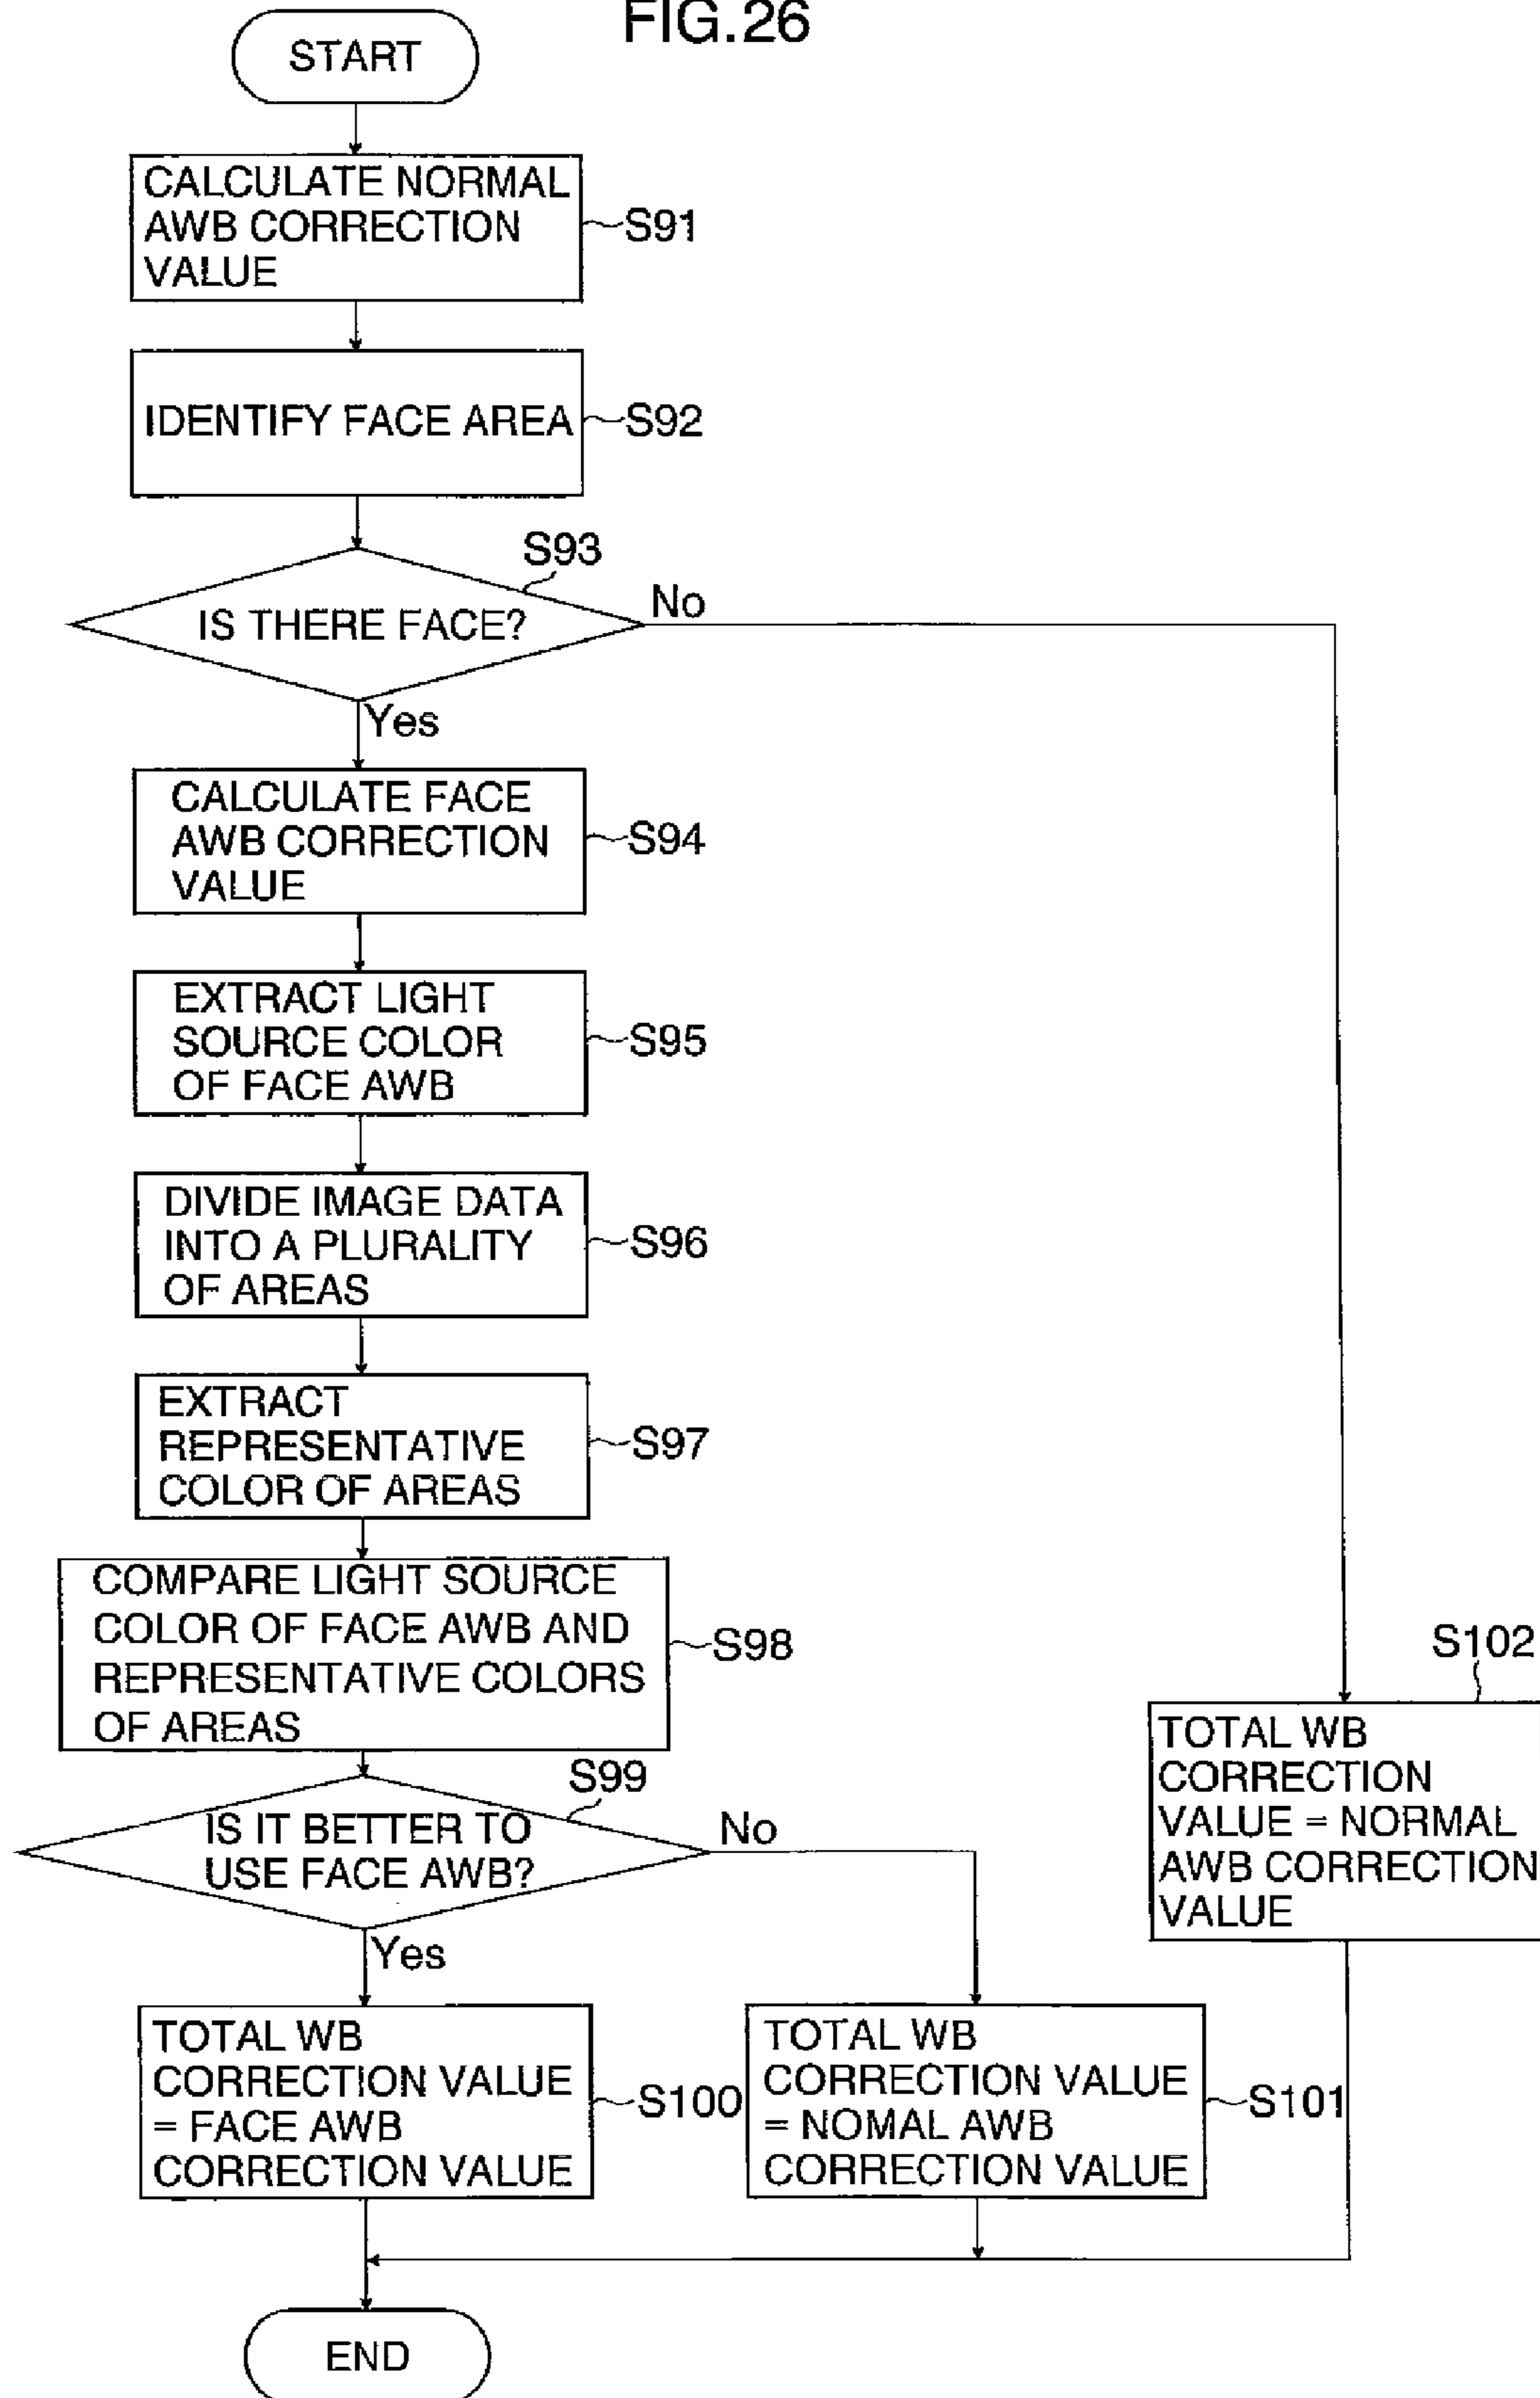 FIG.26
START
CALCULATE NORMAL
AWB CORRECTION
VALUE
S91
IDENTIFY FACE AREA
S92
S93
IS THERE FACE?
No
Yes
CALCULATE FACE
AWB CORRECTION
VALUE
S94
EXTRACT LIGHT
SOURCE COLOR
OF FACE AWB
S95
DIVIDE IMAGE DATA
INTO A PLURALITY
OF AREAS
S96
EXTRACT
REPRESENTATIVE
COLOR OF AREAS
S97
COMPARE LIGHT SOURCE
COLOR OF FACE AWB AND
REPRESENTATIVE COLORS
OF AREAS
S98
S99
IS IT BETTER TO
USE FACE AWB?
No
Yes
S102
TOTAL WB
CORRECTION
VALUE = NORMAL
AWB CORRECTION
VALUE
TOTAL WB
CORRECTION VALUE
= FACE AWB
CORRECTION VALUE
S100
TOTAL WB
CORRECTION VALUE
= NOMAL AWB
CORRECTION VALUE
S101
END